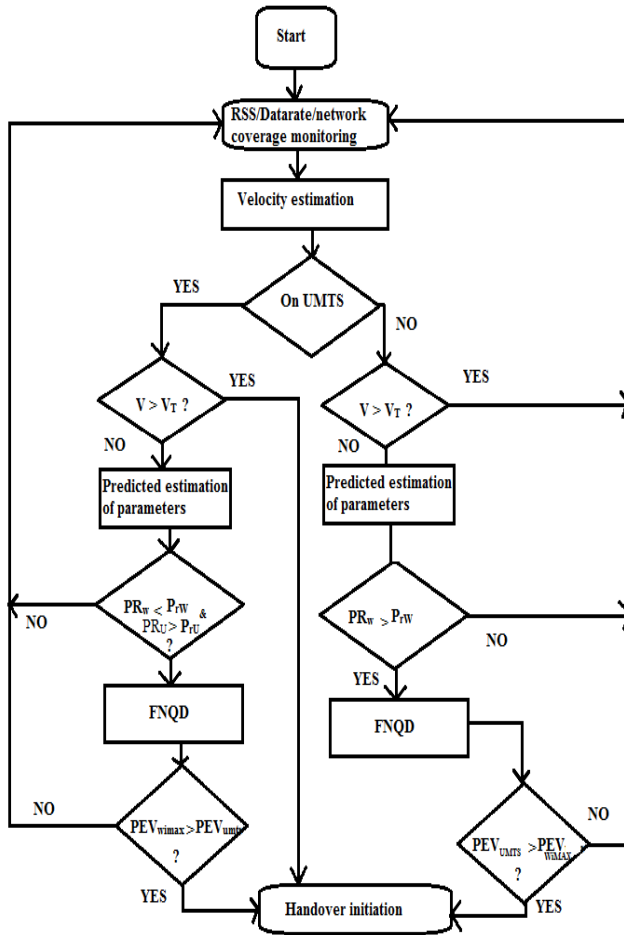 Start
RSS/Datarate/network
coverage monitoring
Velocity estimation
On UMTS
YES
NO
V > VT ?
YES
NO
V > VT ?
YES
NO
Predicted estimation
of parameters
Predicted estimation
of parameters
PRW < PrW &
PRU > PrU
?
NO
PRW > PrW
NO
YES
FNQD
FNQD
PEVwimax>PEVumt
?
NO
YES
PEVUMTS >PEVWiMAX
?
NO
YES
Handover initiation